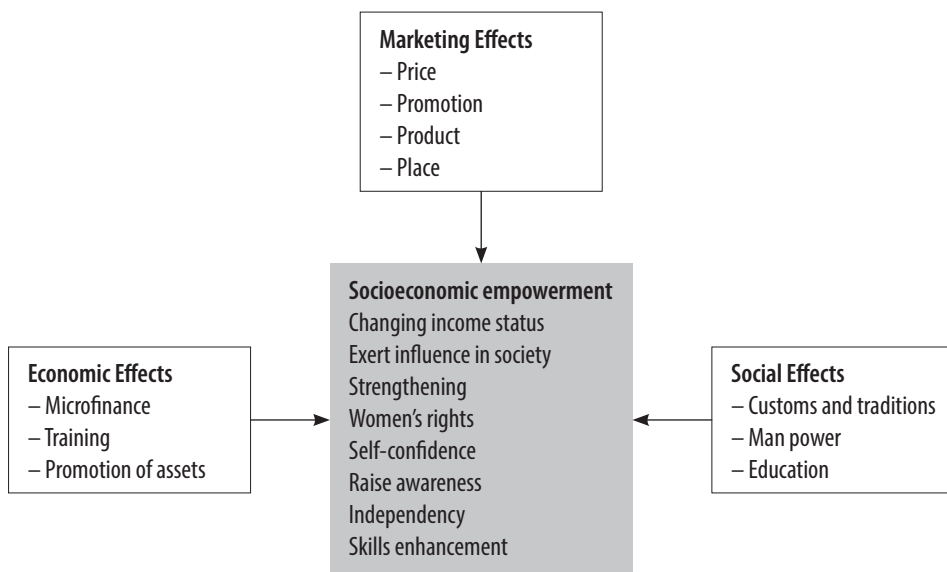 Marketing Effects
– Price
– Promotion
– Product
– Place
Socioeconomic empowerment
Changing income status
Exert influence in society
Strengthening
Women’s rights
Self-confidence
Raise awareness
Independency
Skills enhancement
Economic Effects
– Microfinance
– Training
– Promotion of assets
Social Effects
– Customs and traditions
– Man power
– Education